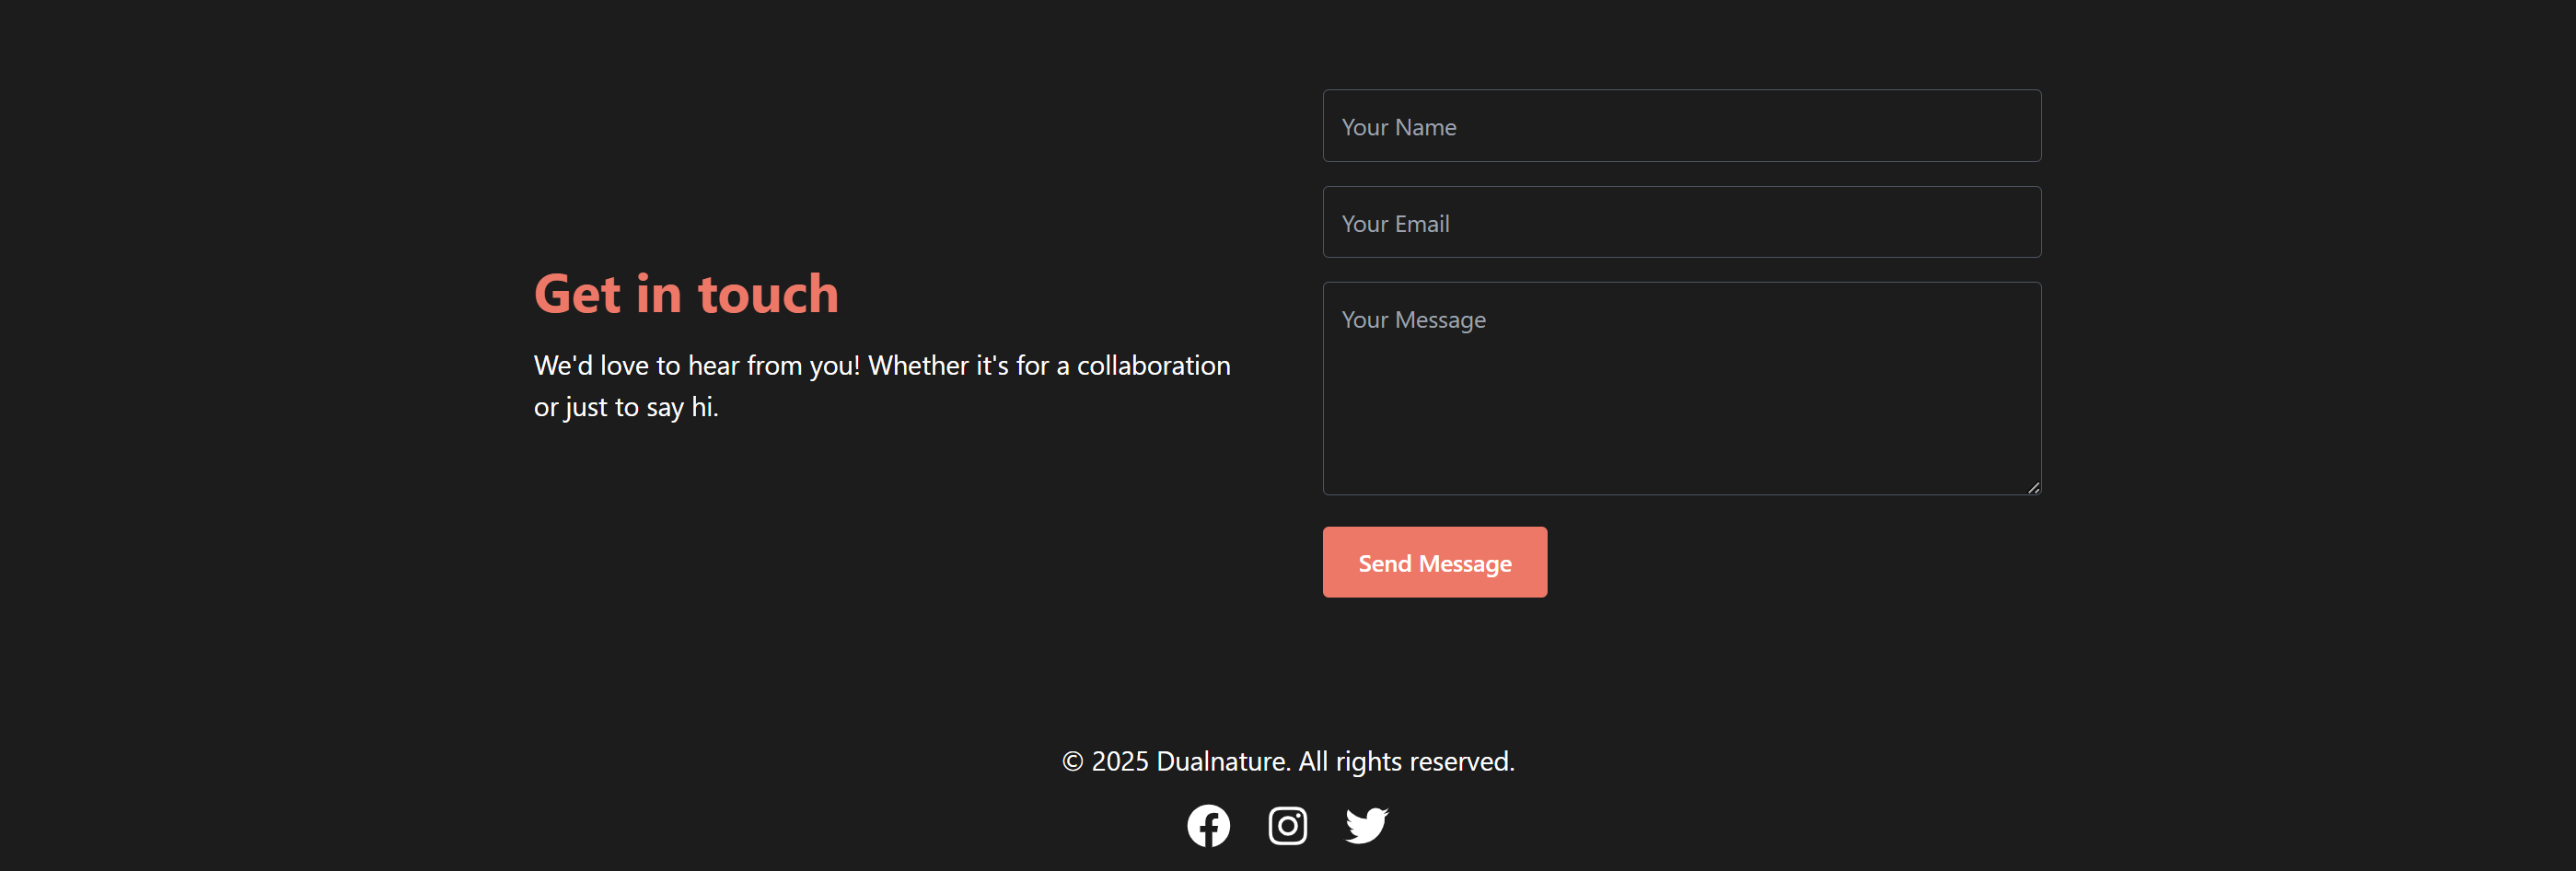 Get in touch
We'd love to hear from you! Whether it's for a collaboration
or just to say hi.
Your Name
Your Email
Your Message
Send Message
© 2025 Dualnature. All rights reserved.